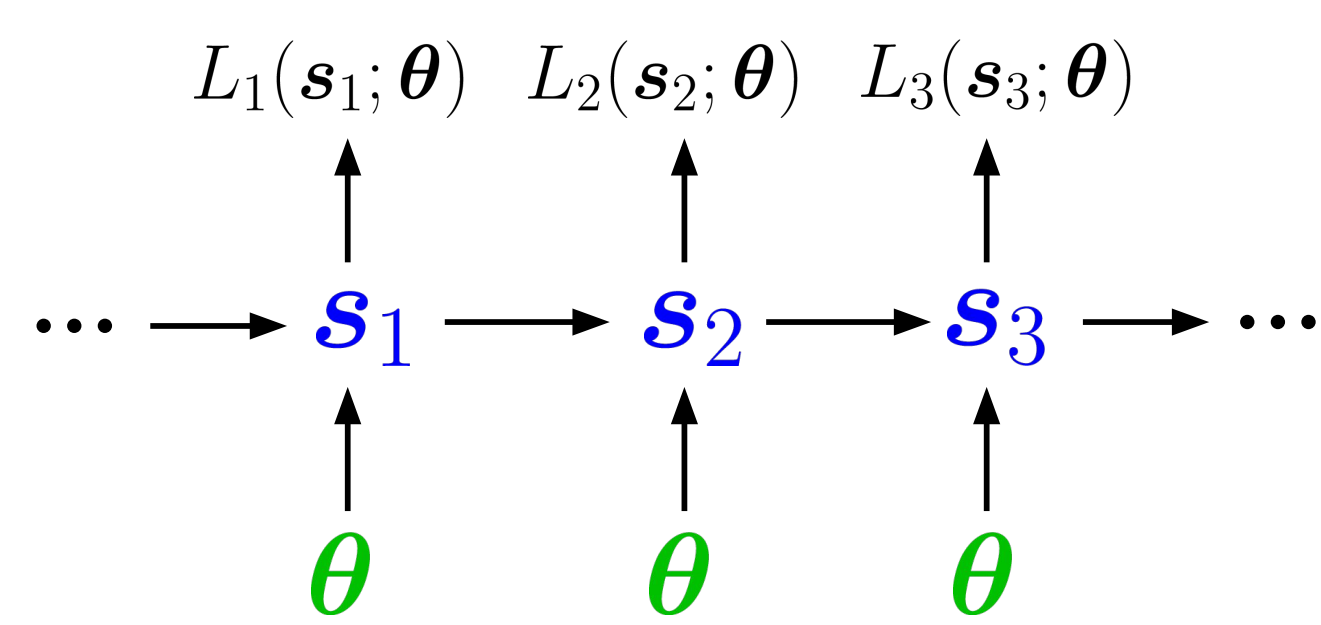 L₁(s₁; θ) L₂(s₂; θ) L₃(s₃; θ)
··· s₁ s₂ s₃ ···
θ θ θ